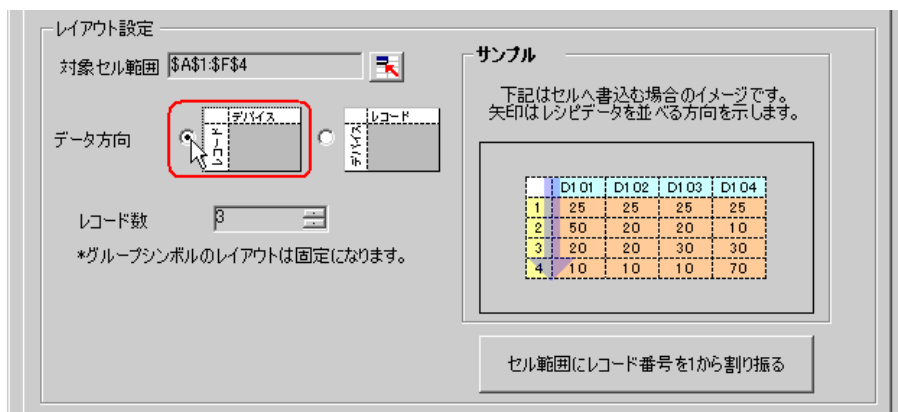 レイアウト設定
対象セル範囲 $A$1:$F$4
データ方向
デバイス
レコード
レコード
デバイス
レコード数 3
*グループシンボルのレイアウトは固定になります。
サンプル
下記はセルへ書込む場合のイメージです。
矢印はレシピデータを並べる方向を示します。
D101 D102 D103 D104
1 25 25 25 25
2 50 20 20 10
3 20 20 30 30
4 10 10 10 70
セル範囲にレコード番号を1から割り振る